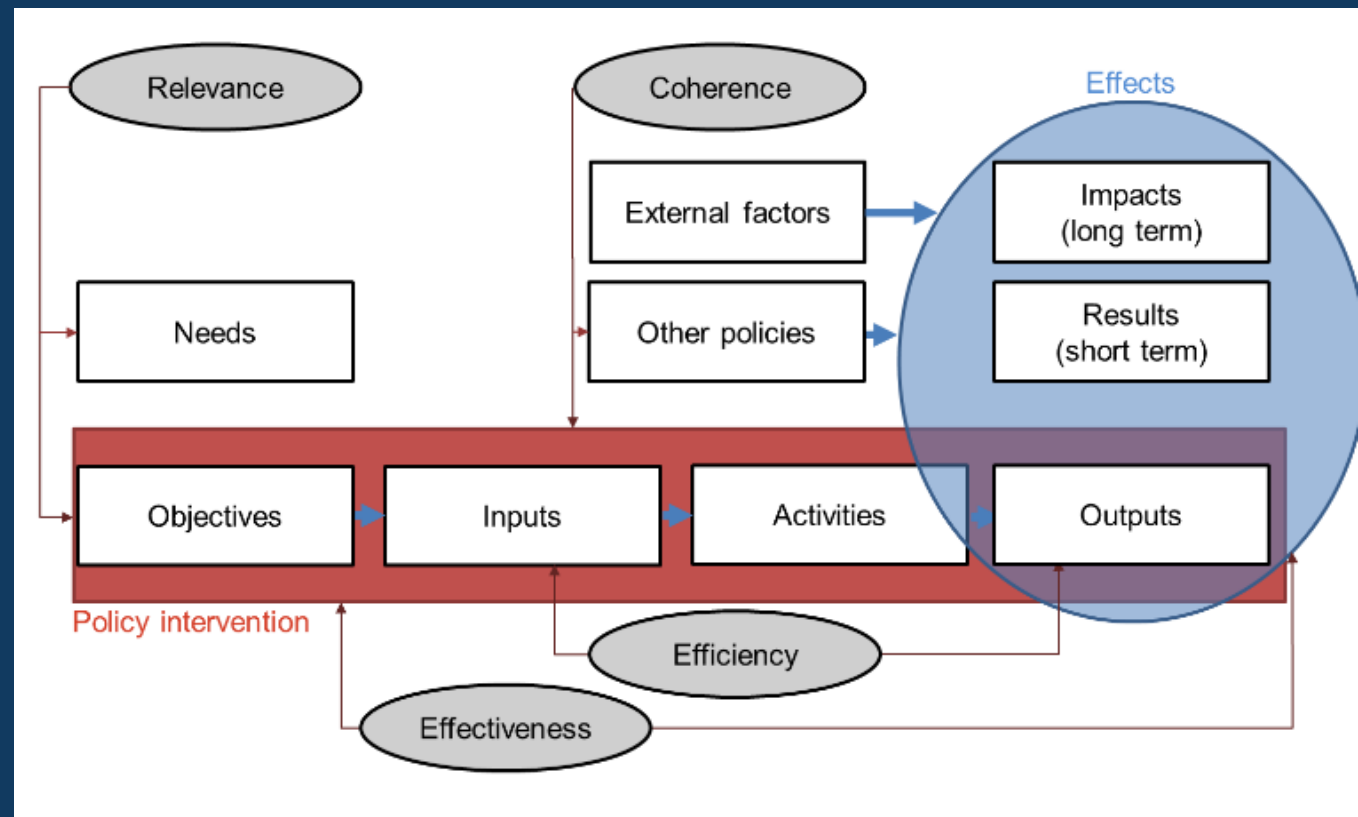 Relevance
Coherence
Effects
External factors
Impacts
(long term)
Needs
Other policies
Results
(short term)
Objectives
Inputs
Activities
Outputs
Policy intervention
Efficiency
Effectiveness